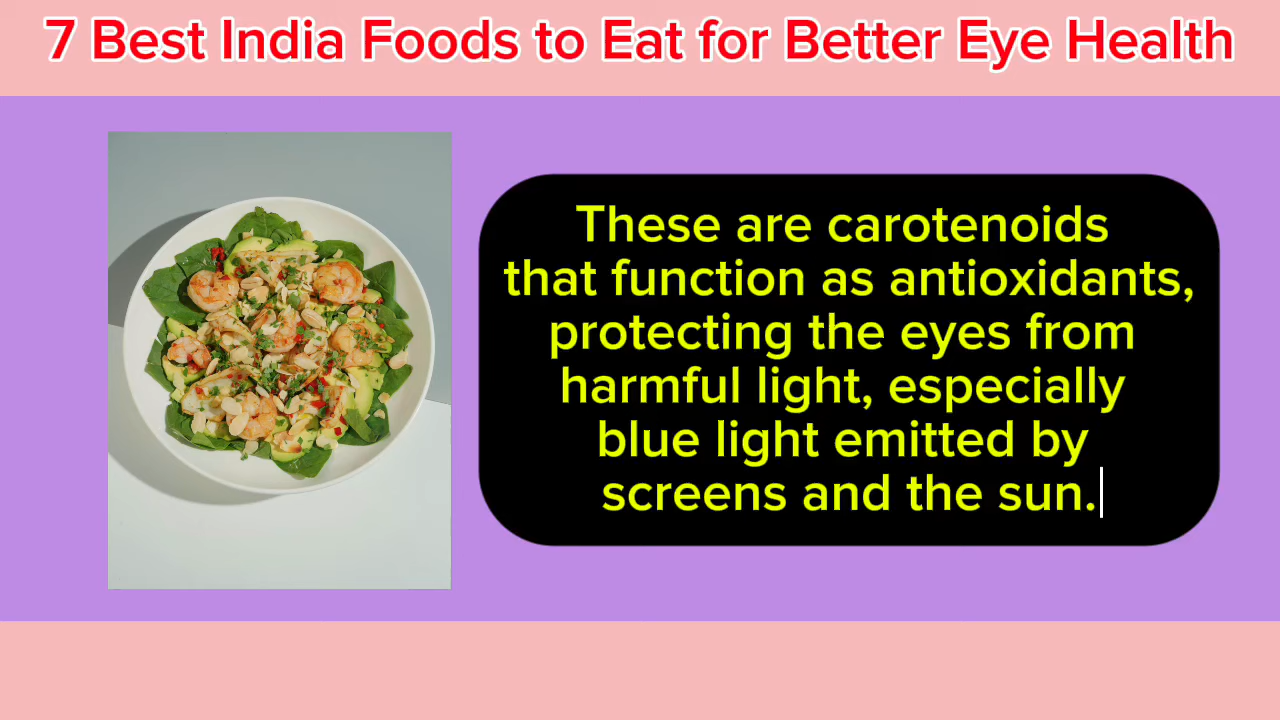 7 Best India Foods to Eat for Better Eye Health
These are carotenoids
that function as antioxidants,
protecting the eyes from
harmful light, especially
blue light emitted by
screens and the sun.